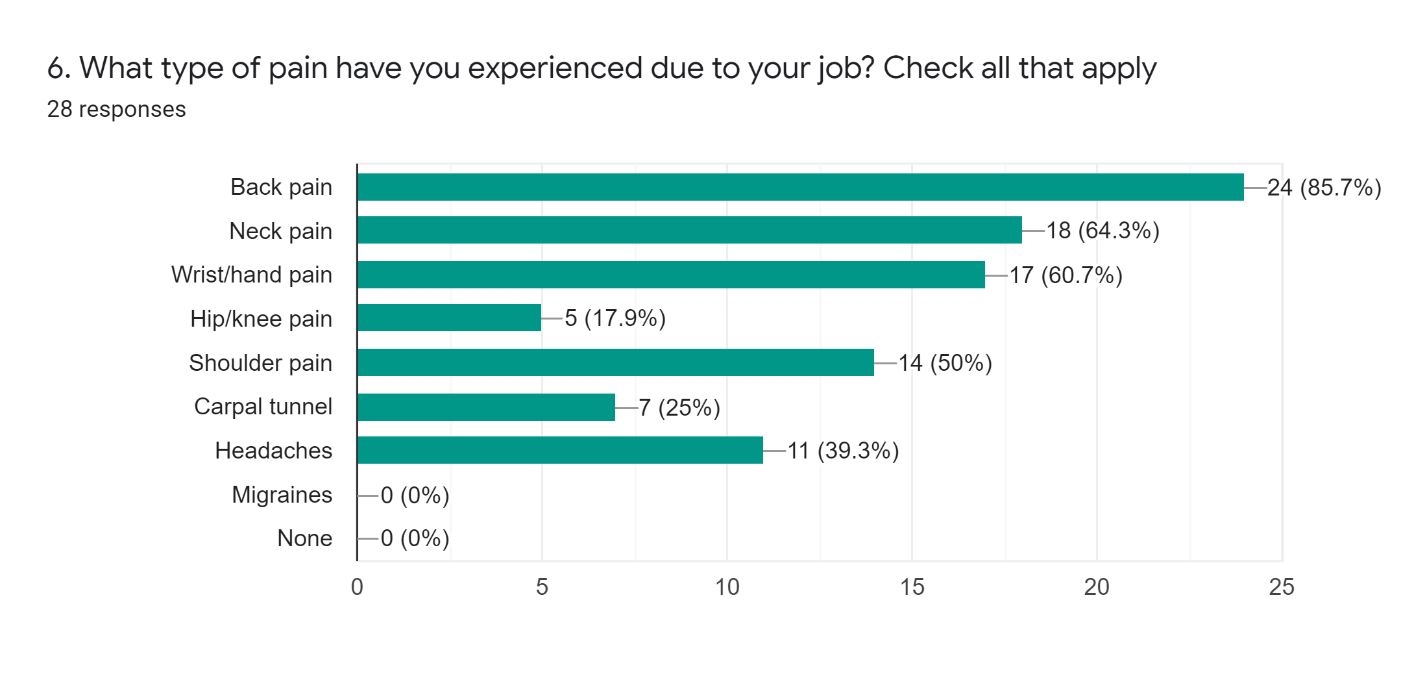 6. What type of pain have you experienced due to your job? Check all that apply
28 responses
Back pain 24 (85.7%)
Neck pain 18 (64.3%)
Wrist/hand pain 17 (60.7%)
Hip/knee pain 5 (17.9%)
Shoulder pain 14 (50%)
Carpal tunnel 7 (25%)
Headaches 11 (39.3%)
Migraines 0 (0%)
None 0 (0%)
0 5 10 15 20 25